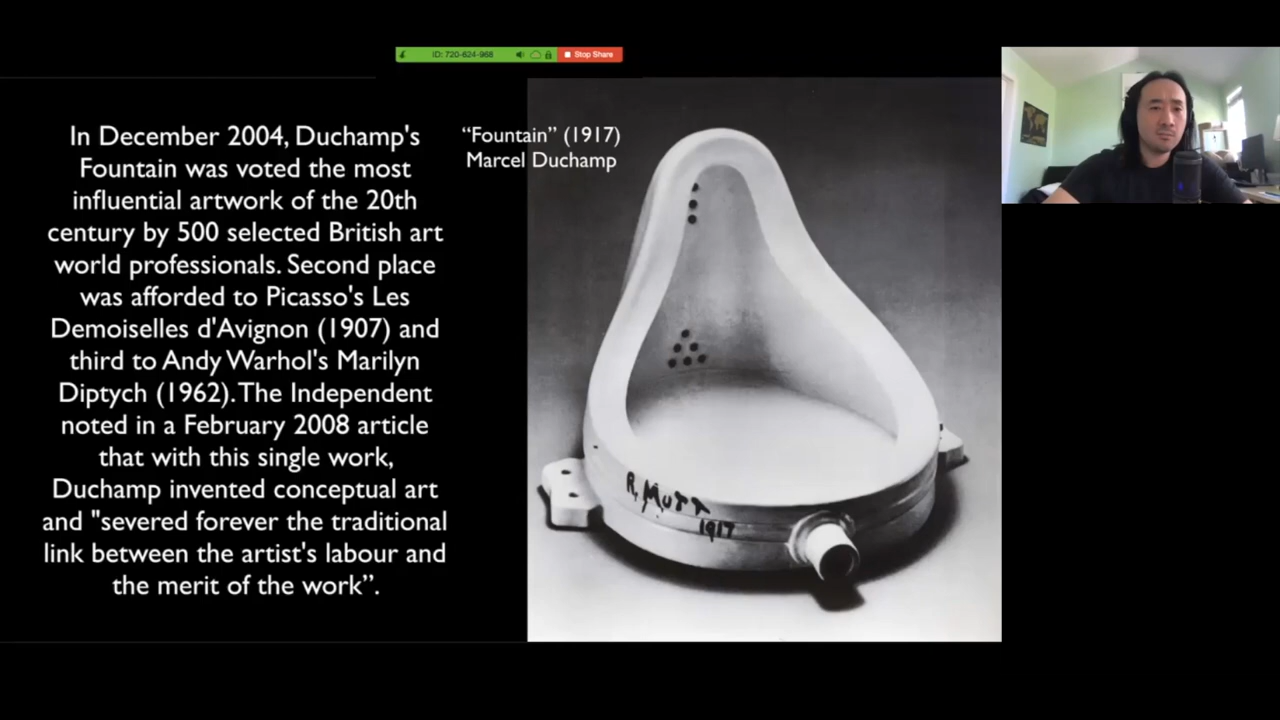 ID: 720-624-968
Stop Share
In December 2004, Duchamp's
Fountain was voted the most
influential artwork of the 20th
century by 500 selected British art
world professionals. Second place
was afforded to Picasso's Les
Demoiselles d'Avignon (1907) and
third to Andy Warhol's Marilyn
Diptych (1962). The Independent
noted in a February 2008 article
that with this single work,
Duchamp invented conceptual art
and "severed forever the traditional
link between the artist's labour and
the merit of the work”.
“Fountain” (1917)
Marcel Duchamp
R. MUTT
1917